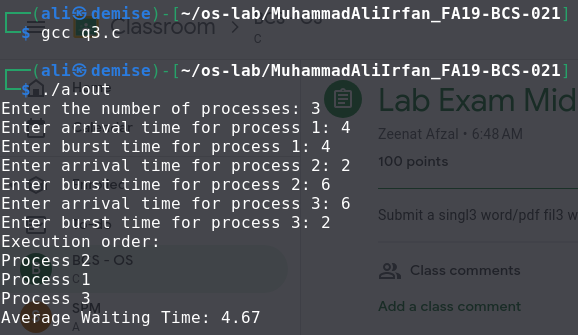 ┌──(ali㉿demise)-[~/os-lab/MuhammadAliIrfan_FA19-BCS-021]
└─$ gcc q3.c
┌──(ali㉿demise)-[~/os-lab/MuhammadAliIrfan_FA19-BCS-021]
└─$ ./a.out
Enter the number of processes: 3
Enter arrival time for process 1: 4
Enter burst time for process 1: 4
Enter arrival time for process 2: 2
Enter burst time for process 2: 6
Enter arrival time for process 3: 6
Enter burst time for process 3: 2
Execution order:
Process 2
Process 1
Process 3
Average Waiting Time: 4.67
Classroom
BCS - OS
C
Lab Exam Mid
Zeenat Afzal • 6:48 AM
100 points
Submit a singl3 word/pdf fil3 w
Class comments
Add a class comment